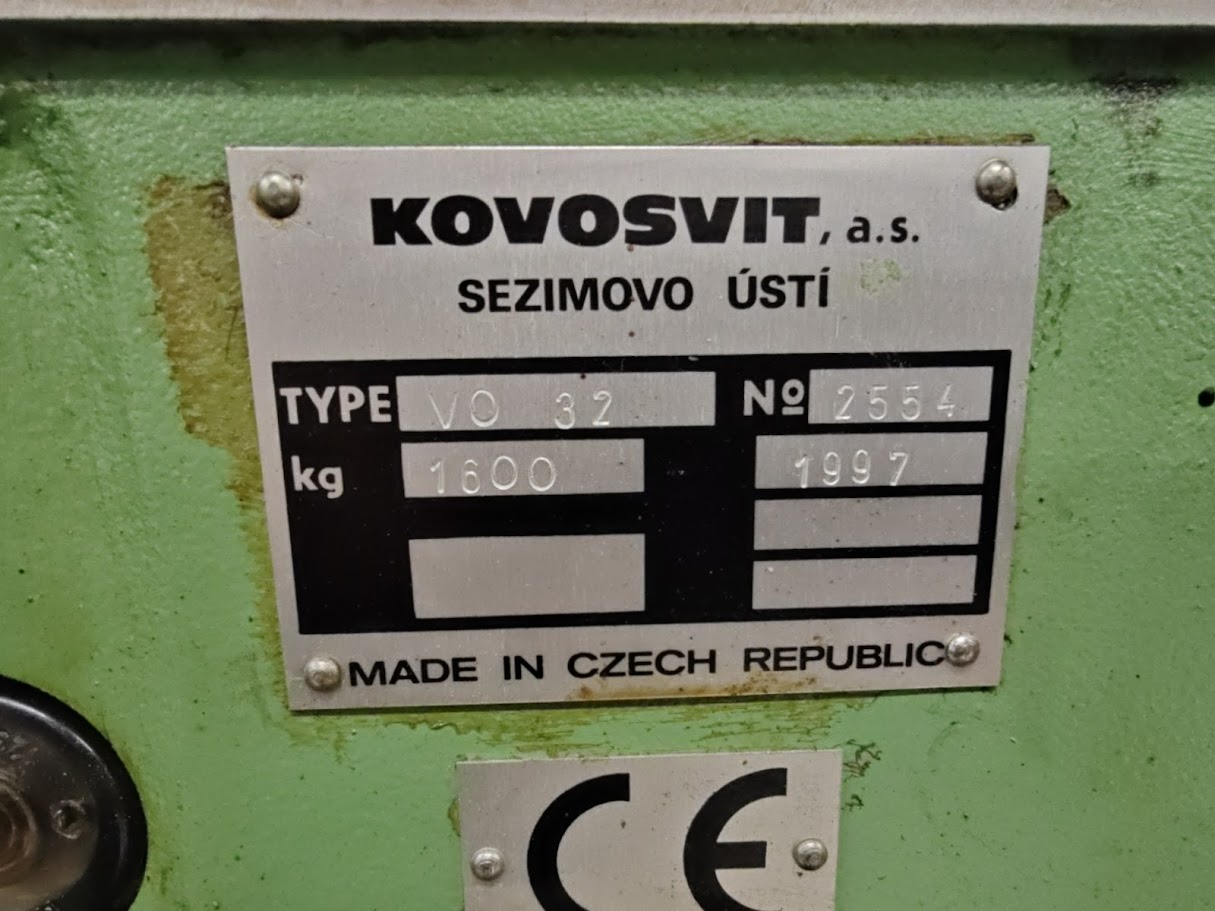 KOVOSVIT, a.s.
SEZIMOVO ÚSTÍ
TYPE VO 32 Nº 2554
kg 1600 1997
MADE IN CZECH REPUBLIC
CE